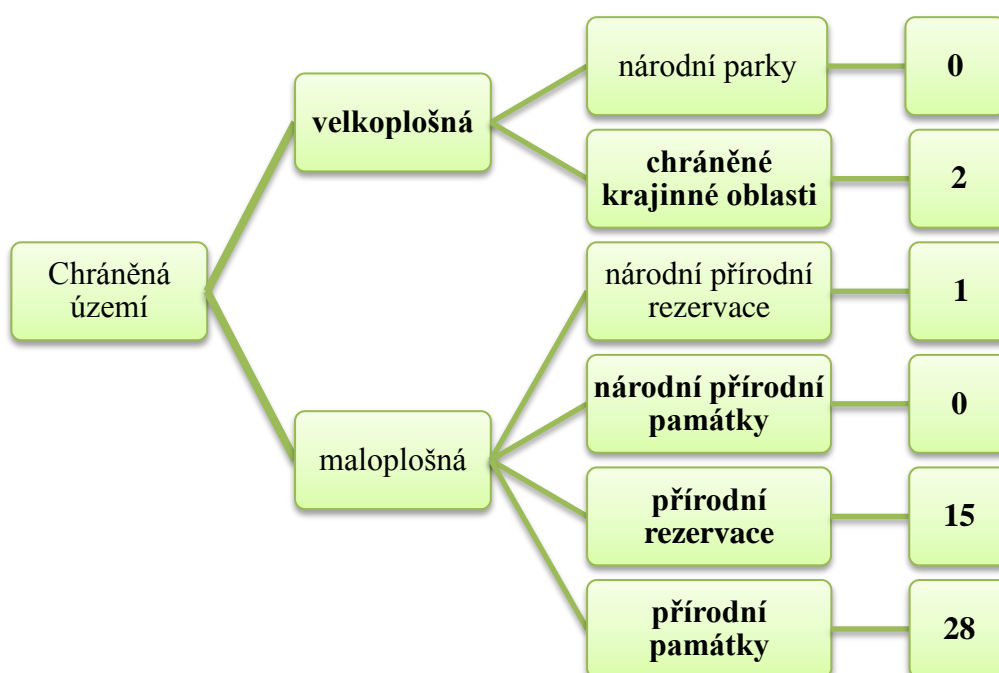 Chráněná
území
velkoplošná
národní parky
0
chráněné
krajinné oblasti
2
maloplošná
národní přírodní
rezervace
1
národní přírodní
památky
0
přírodní
rezervace
15
přírodní
památky
28